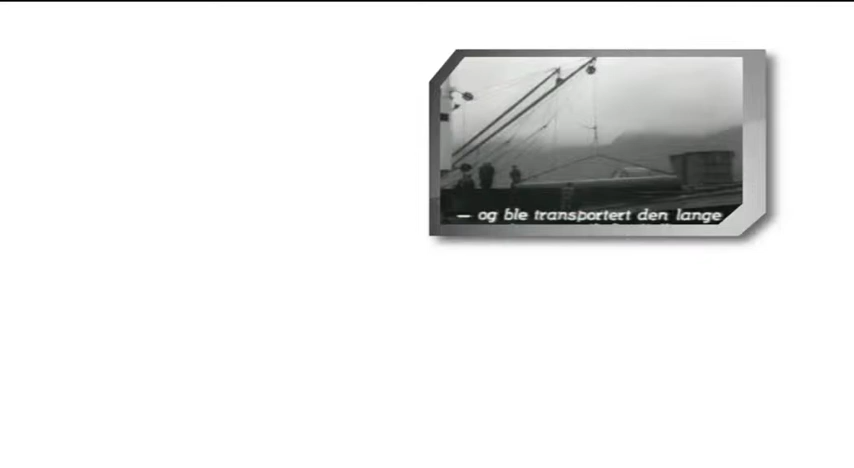 — og ble transportert den lange